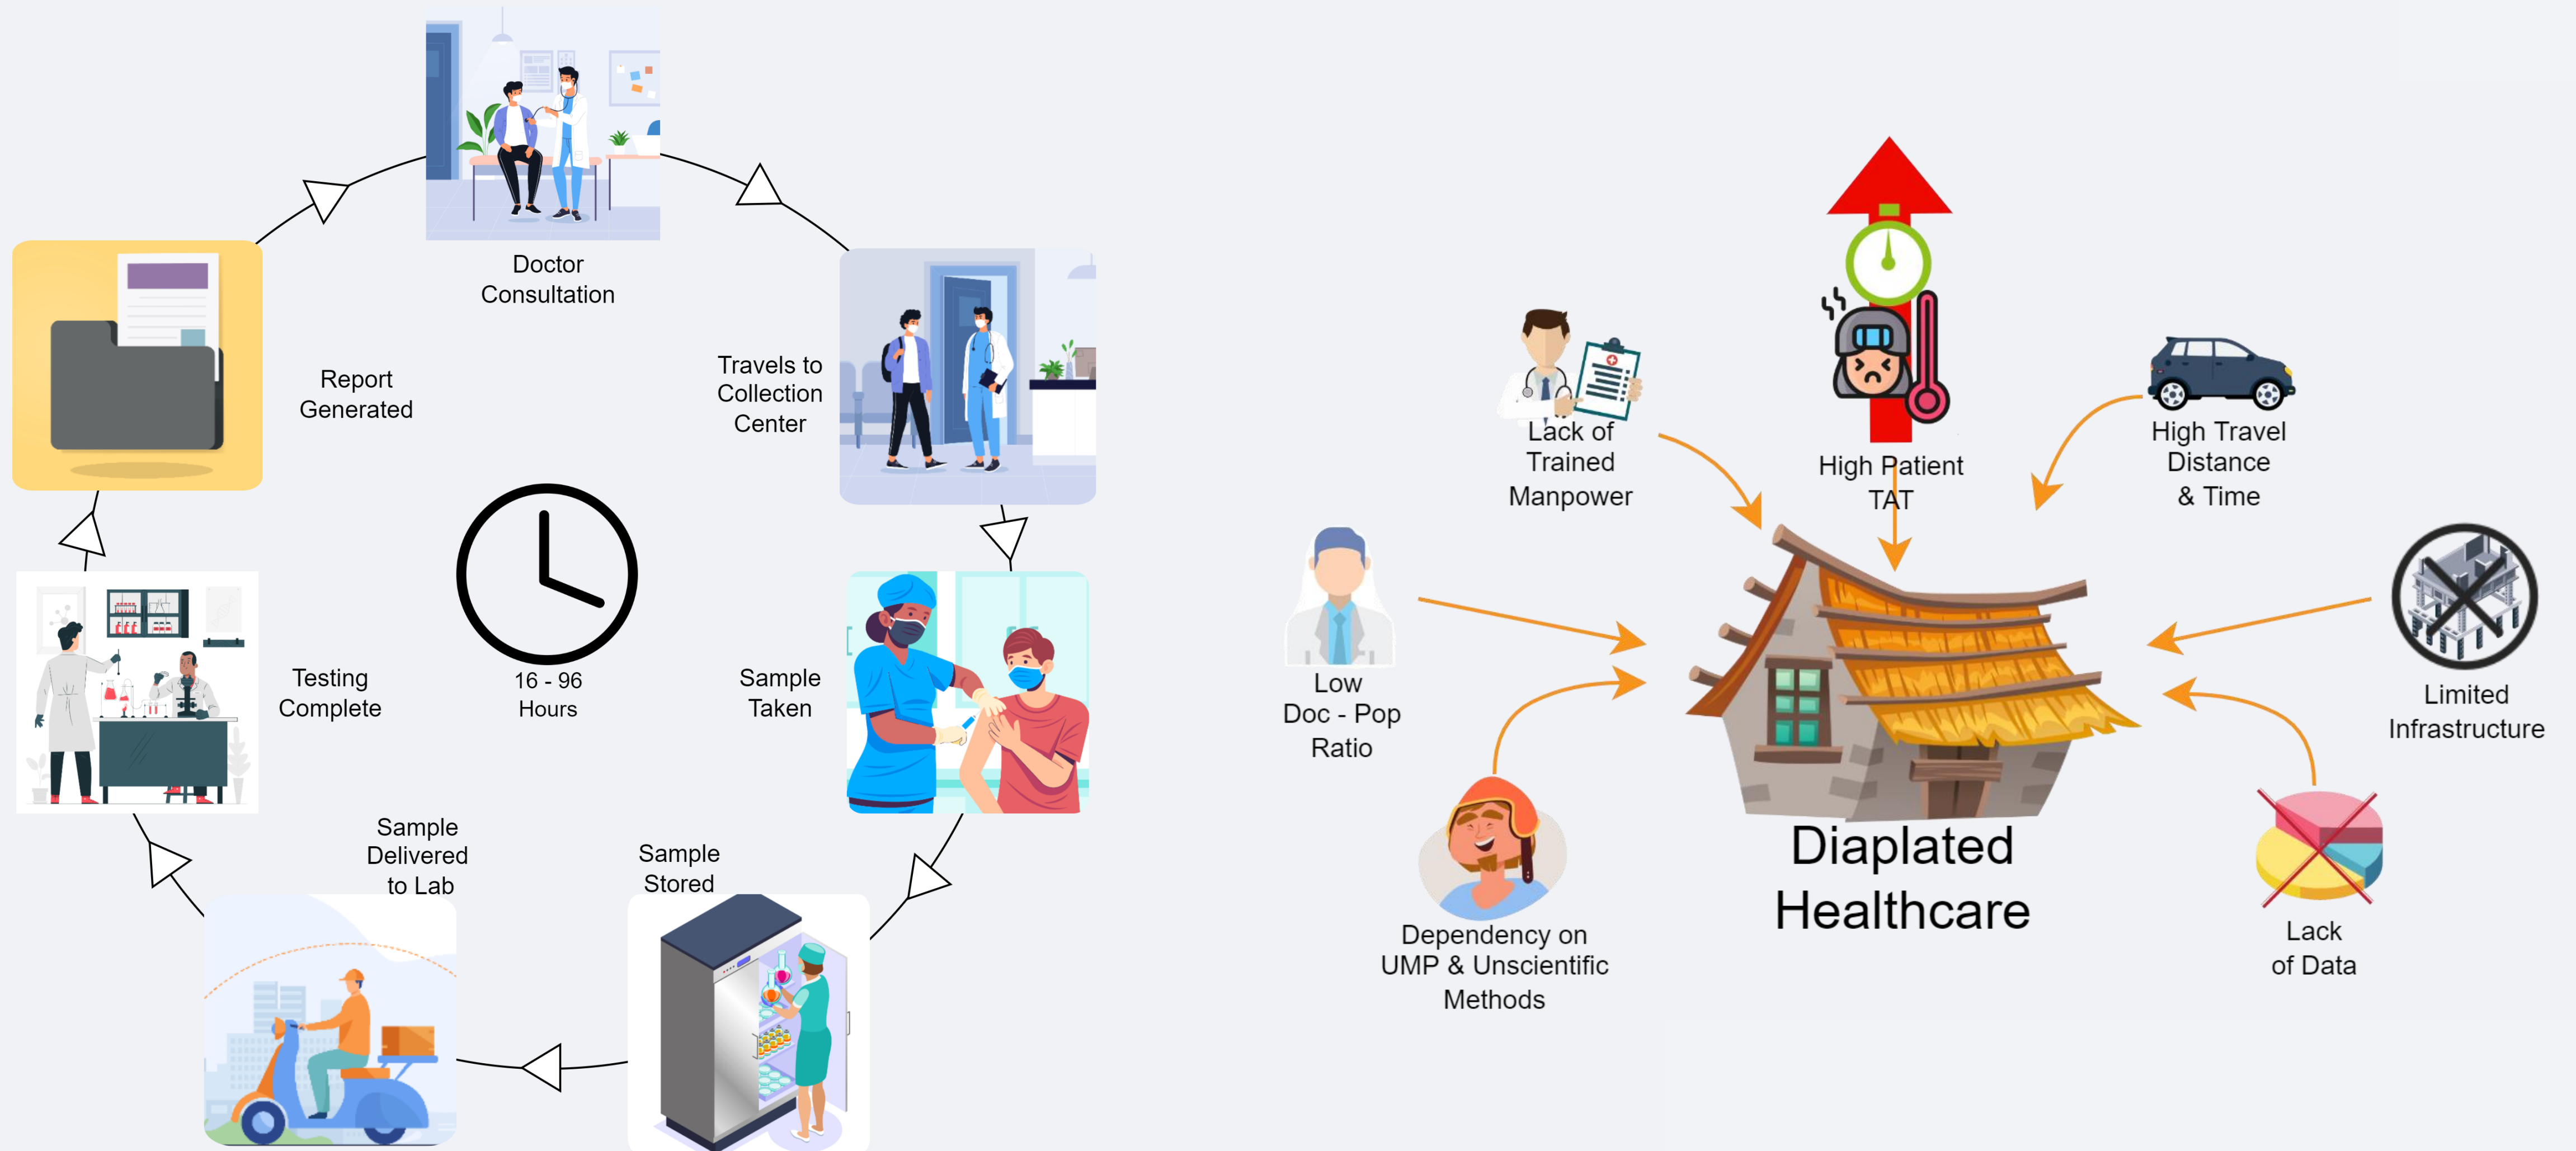 Doctor
Consultation
Travels to
Collection
Center
Sample
Taken
Sample
Stored
Sample
Delivered
to Lab
Testing
Complete
Report
Generated
16 - 96
Hours
Lack of
Trained
Manpower
High Patient
TAT
High Travel
Distance
& Time
Low
Doc - Pop
Ratio
Limited
Infrastructure
Dependency on
UMP & Unscientific
Methods
Lack
of Data
Diaplated
Healthcare